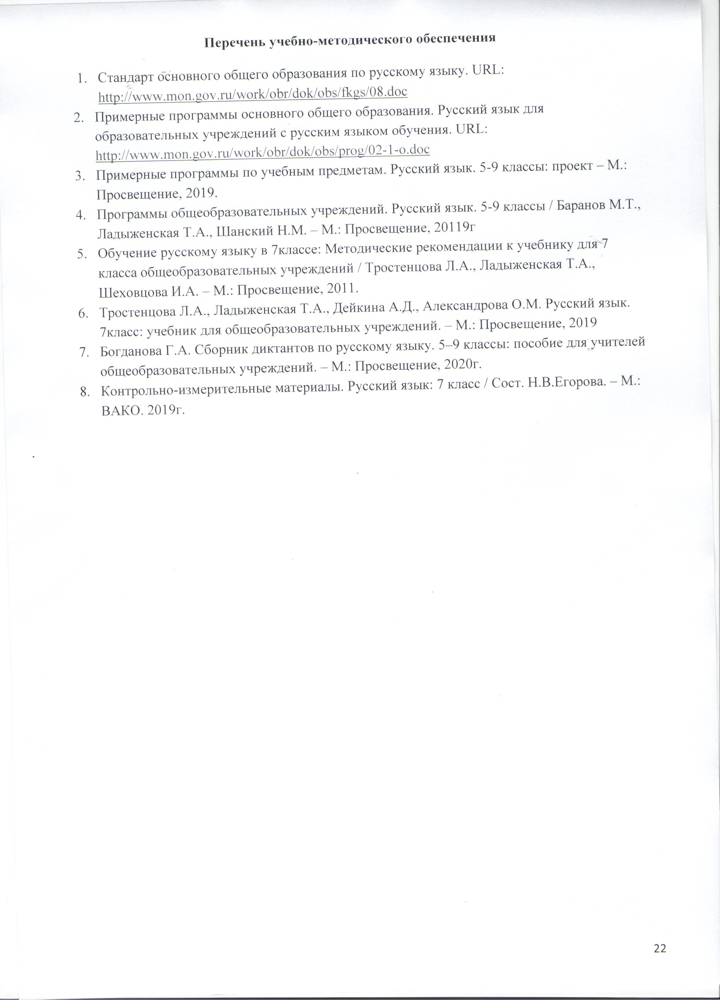 Перечень учебно-методического обеспечения
1. Стандарт основного общего образования по русскому языку. URL:
http://www.mon.gov.ru/work/obr/dok/obs/fkgs/08.doc
2. Примерные программы основного общего образования. Русский язык для
образовательных учреждений с русским языком обучения. URL:
http://www.mon.gov.ru/work/obr/dok/obs/prog/02-1-o.doc
3. Примерные программы по учебным предметам. Русский язык. 5-9 классы: проект – М.:
Просвещение, 2019.
4. Программы общеобразовательных учреждений. Русский язык. 5-9 классы / Баранов М.Т.,
Ладыженская Т.А., Шанский Н.М. – М.: Просвещение, 20119г
5. Обучение русскому языку в 7классе: Методические рекомендации к учебнику для 7
класса общеобразовательных учреждений / Тростенцова Л.А., Ладыженская Т.А.,
Шеховцова И.А. – М.: Просвещение, 2011.
6. Тростенцова Л.А., Ладыженская Т.А., Дейкина А.Д., Александрова О.М. Русский язык.
7класс: учебник для общеобразовательных учреждений. – М.: Просвещение, 2019
7. Богданова Г.А. Сборник диктантов по русскому языку. 5–9 классы: пособие для учителей
общеобразовательных учреждений. – М.: Просвещение, 2020г.
8. Контрольно-измерительные материалы. Русский язык: 7 класс / Сост. Н.В.Егорова. – М.:
ВАКО. 2019г.
22